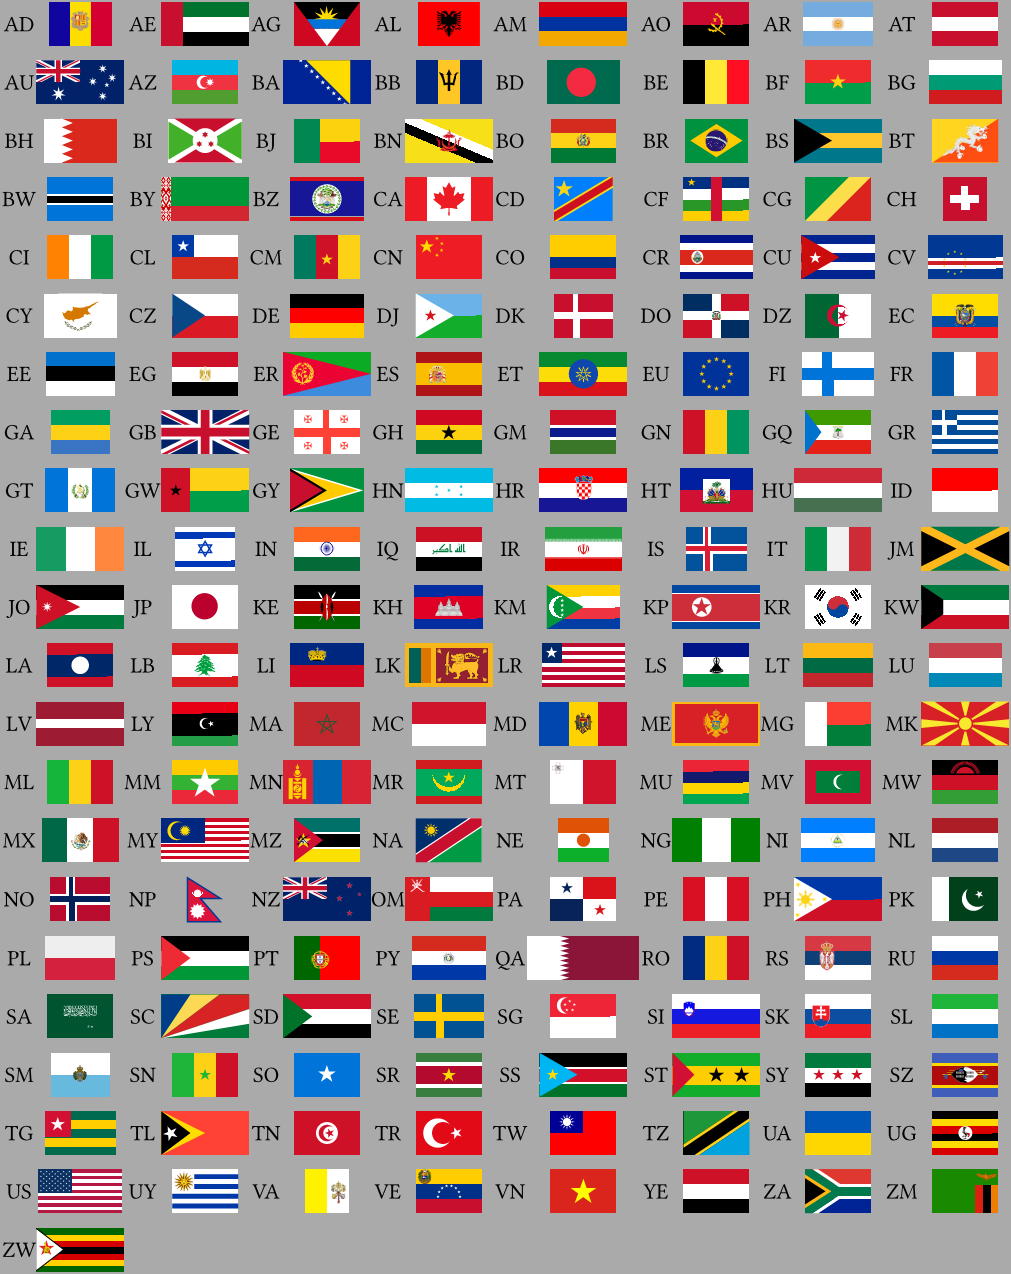 AD AE AG AL AM AO AR AT
AU AZ BA BB BD BE BF BG
BH BI BJ BN BO BR BS BT
BW BY BZ CA CD CF CG CH
CI CL CM CN CO CR CU CV
CY CZ DE DJ DK DO DZ EC
EE EG ER ES ET EU FI FR
GA GB GE GH GM GN GQ GR
GT GW GY HN HR HT HU ID
IE IL IN IQ IR IS IT JM
JO JP KE KH KM KP KR KW
LA LB LI LK LR LS LT LU
LV LY MA MC MD ME MG MK
ML MM MN MR MT MU MV MW
MX MY MZ NA NE NG NI NL
NO NP NZ OM PA PE PH PK
PL PS PT PY QA RO RS RU
SA SC SD SE SG SI SK SL
SM SN SO SR SS ST SY SZ
TG TL TN TR TW TZ UA UG
US UY VA VE VN YE ZA ZM
ZW